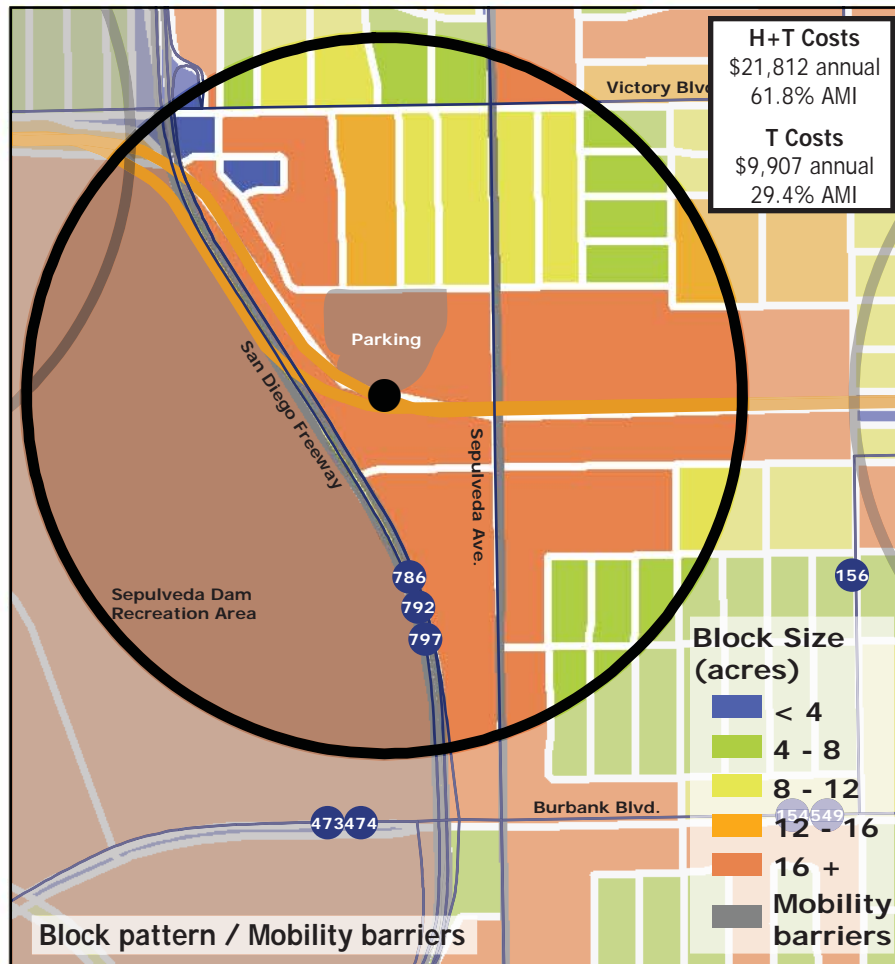 H+T Costs
$21,812 annual
61.8% AMI
T Costs
$9,907 annual
29.4% AMI
Victory Blvd
Parking
San Diego Freeway
Sepulveda Ave.
Sepulveda Dam
Recreation Area
786
792
797
156
Block Size
(acres)
< 4
4 - 8
8 - 12
12 - 16
16 +
Mobility
barriers
Burbank Blvd.
154
549
473
474
Block pattern / Mobility barriers